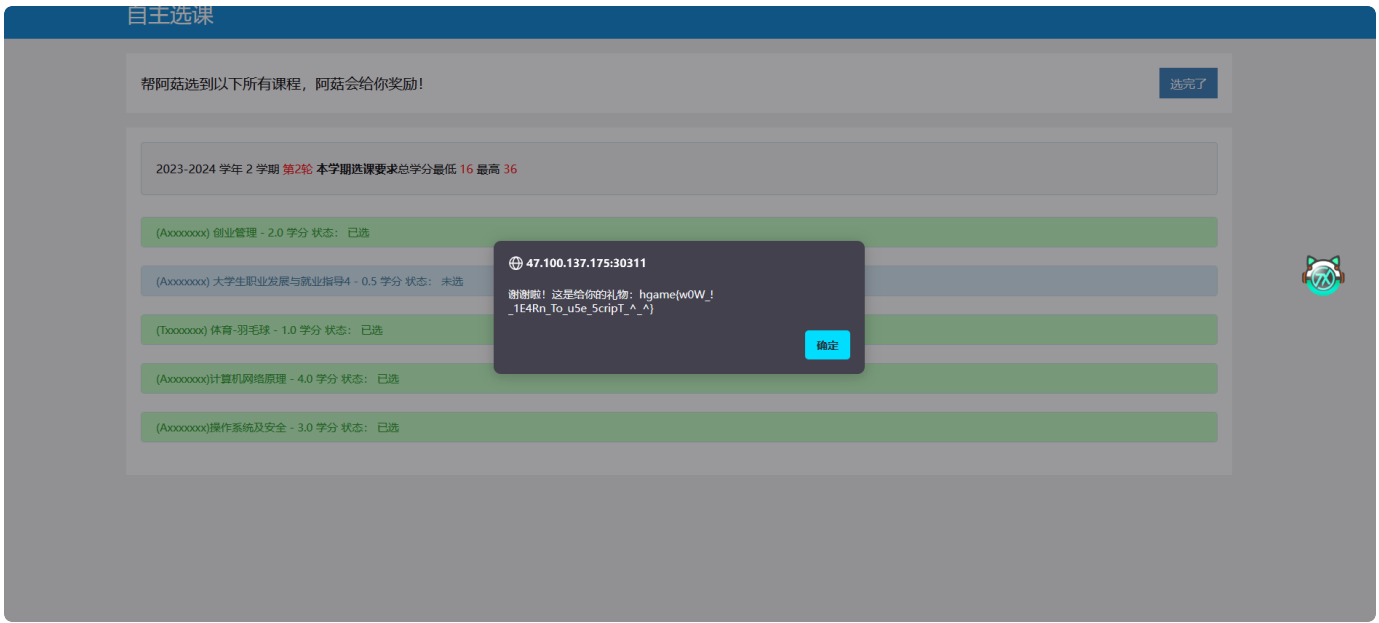 自主选课
帮阿菇选到以下所有课程，阿菇会给你奖励！
选完了
2023-2024 学年 2 学期 第2轮 本学期选课要求总学分最低 16 最高 36
(Axxxxxxx) 创业管理 - 2.0 学分 状态： 已选
(Axxxxxxx) 大学生职业发展与就业指导4 - 0.5 学分 状态： 未选
(Txxxxxxx) 体育-羽毛球 - 1.0 学分 状态： 已选
(Axxxxxxx)计算机网络原理 - 4.0 学分 状态： 已选
(Axxxxxxx)操作系统及安全 - 3.0 学分 状态： 已选
47.100.137.175:30311
谢谢啦！这是给你的礼物：hgame{w0W_!
_1E4Rn_To_u5e_5cripT_^_^}
确定
7X